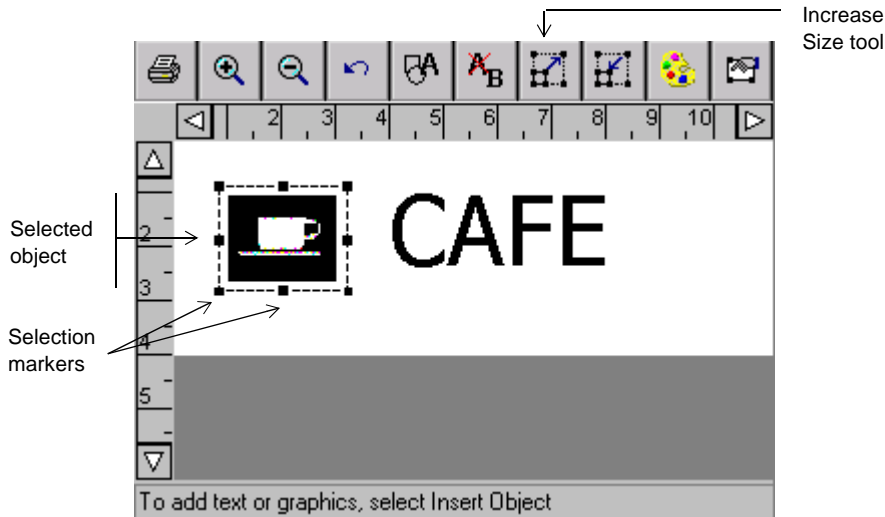 Increase
Size tool
A
A
B
2 3 4 5 6 7 8 9 10
Selected
object
2
CAFE
3
Selection
markers
4
5
To add text or graphics, select Insert Object